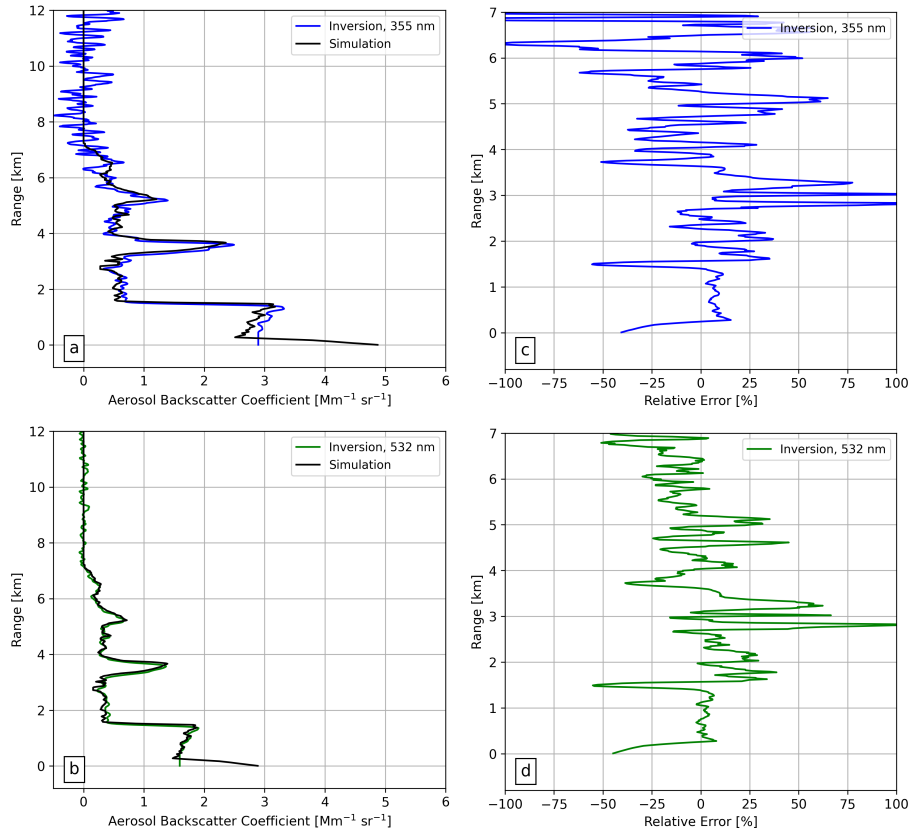 12
10
8
6
4
2
0
Range [km]
Inversion, 355 nm
Simulation
a
0 1 2 3 4 5 6
Aerosol Backscatter Coefficient [Mm⁻¹ sr⁻¹]
7
6
5
4
3
2
1
0
Range [km]
Inversion, 355 nm
c
−100 −75 −50 −25 0 25 50 75 100
Relative Error [%]
12
10
8
6
4
2
0
Range [km]
Inversion, 532 nm
Simulation
b
0 1 2 3 4 5 6
Aerosol Backscatter Coefficient [Mm⁻¹ sr⁻¹]
7
6
5
4
3
2
1
0
Range [km]
Inversion, 532 nm
d
−100 −75 −50 −25 0 25 50 75 100
Relative Error [%]